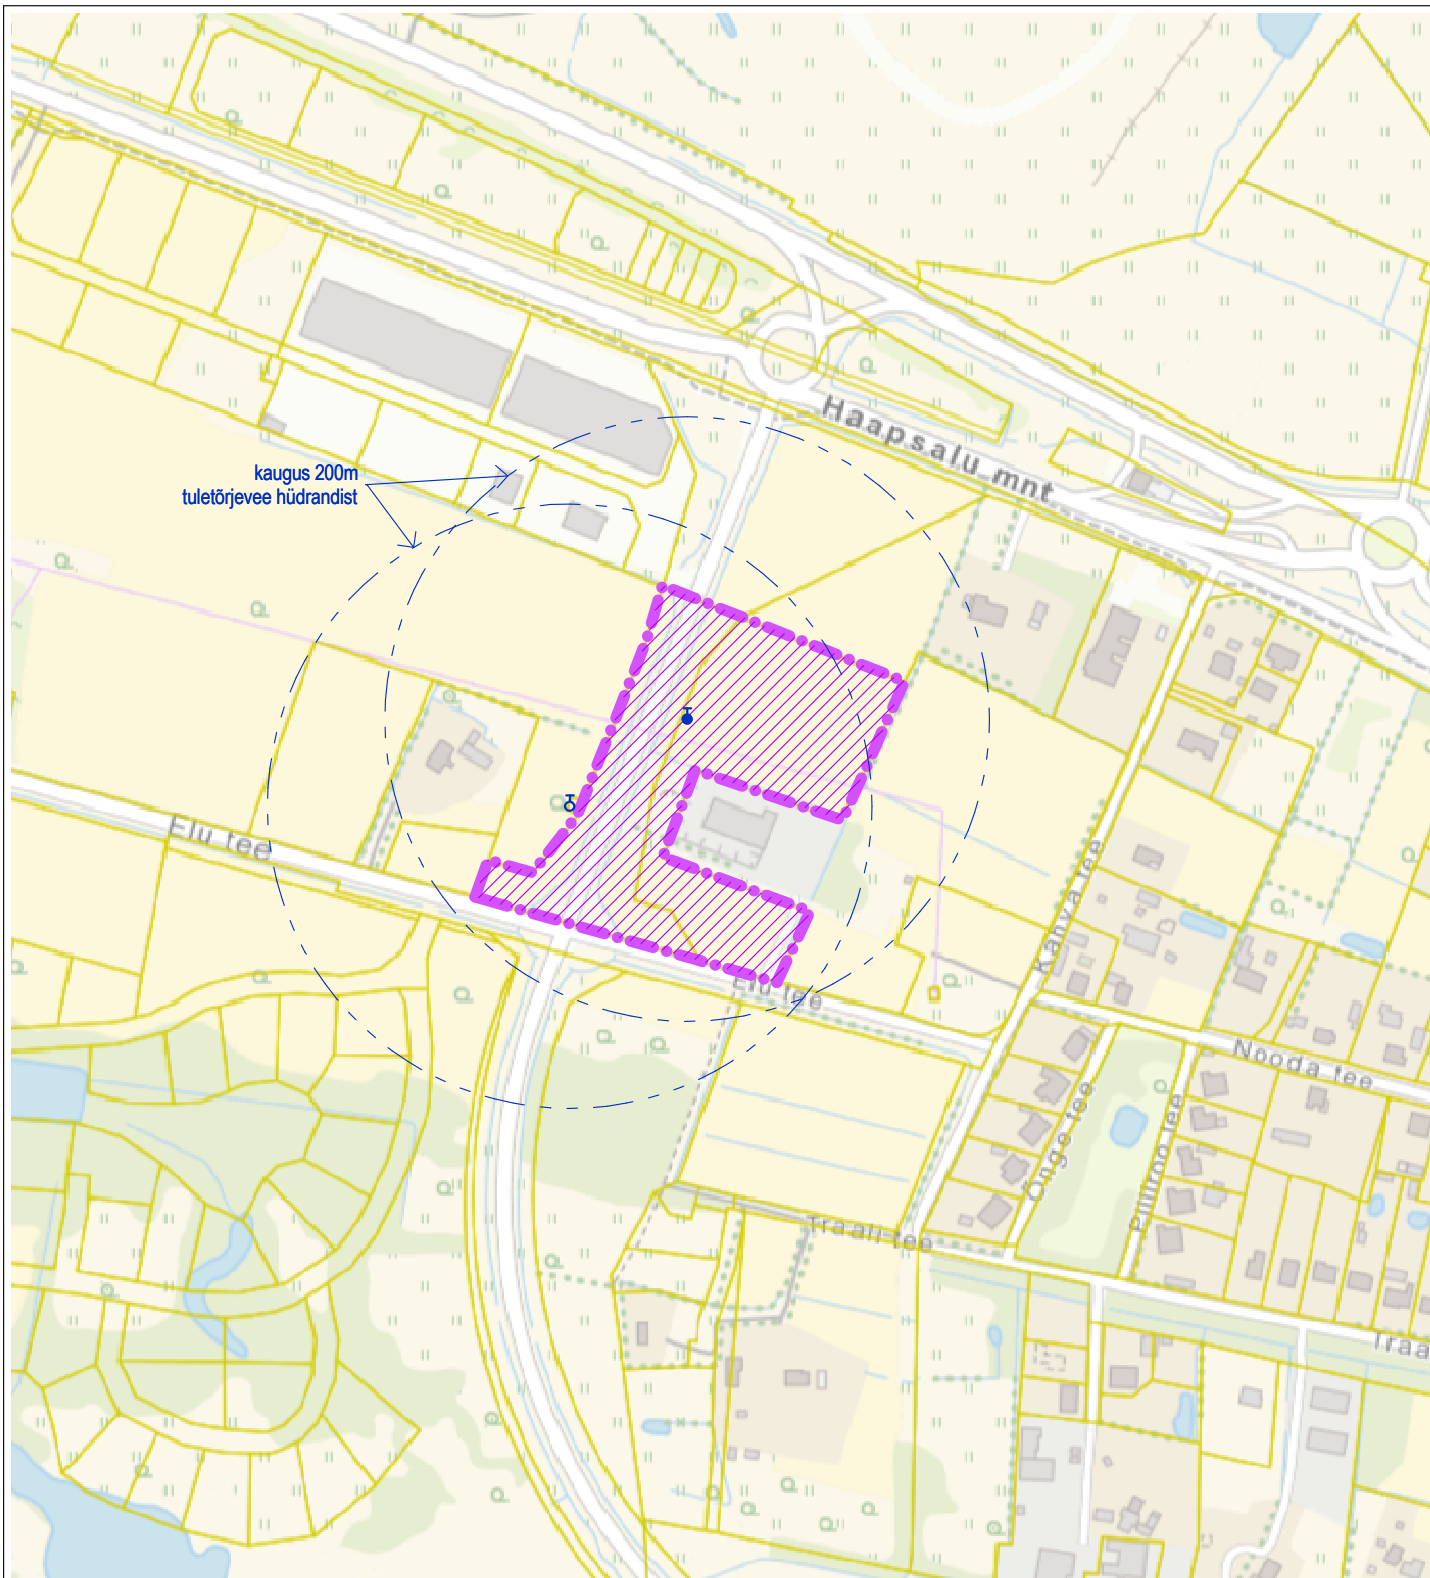 Haapsalu mnt
kaugus 200m
tuletõrjevee hüdrandist
Elu tee
Kahva tee
Elu tee
Nooda tee
Õnge tee
Pilliroo tee
Traali tee
Traa